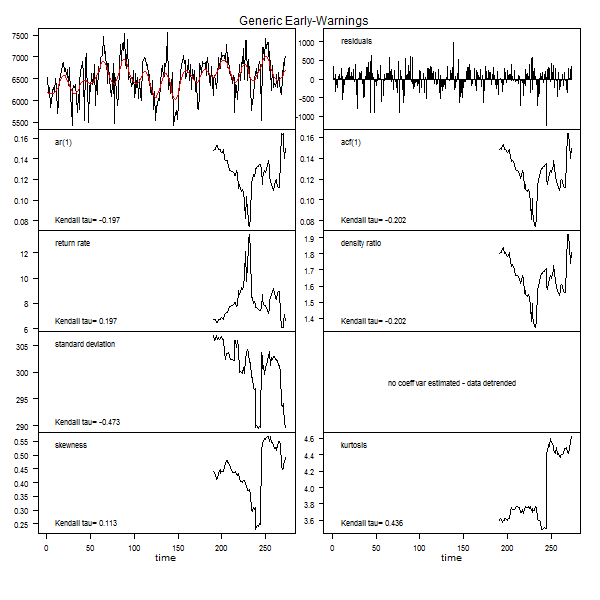 Generic Early-Warnings
7500
7000
6500
6000
5500
residuals
1000
500
0
-500
-1000
ar(1)
0.16
0.14
0.12
0.10
0.08
Kendall tau= -0.197
acf(1)
0.16
0.14
0.12
0.10
0.08
Kendall tau= -0.202
return rate
12
10
8
6
Kendall tau= 0.197
density ratio
1.9
1.8
1.7
1.6
1.5
1.4
Kendall tau= -0.202
standard deviation
305
300
295
290
Kendall tau= -0.473
no coeff var estimated - data detrended
skewness
0.55
0.50
0.45
0.40
0.35
0.30
0.25
Kendall tau= 0.113
0 50 100 150 200 250
time
kurtosis
4.6
4.4
4.2
4.0
3.8
3.6
Kendall tau= 0.436
0 50 100 150 200 250
time